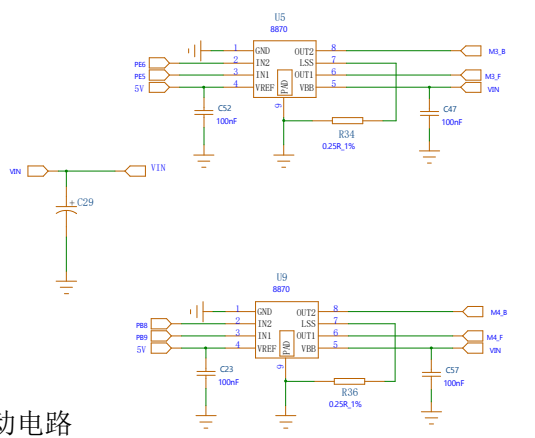 U5
8870
1 GND OUT2 8 M3_B
PE6 2 IN2 LSS 7
PE5 3 IN1 OUT1 6 M3_F
5V 4 VREF PAD VBB 5 VIN
9
C52
100nF
C47
100nF
R34
0.25R_1%
VIN VIN
+ C29
U9
8870
1 GND OUT2 8 M4_B
PB8 2 IN2 LSS 7
PB9 3 IN1 OUT1 6 M4_F
5V 4 VREF PAD VBB 5 VIN
9
C23
100nF
C57
100nF
R36
0.25R_1%
动电路